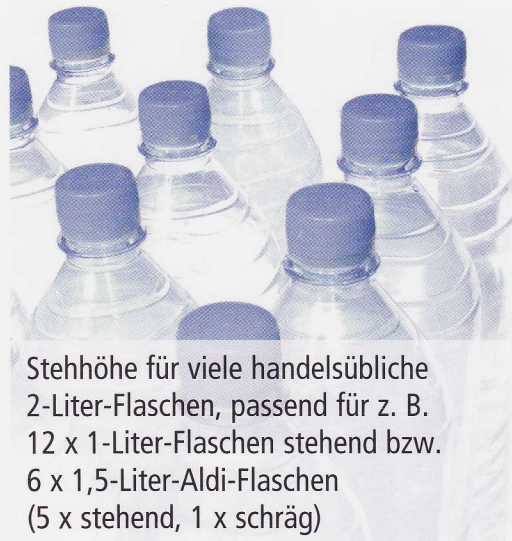 Stehhöhe für viele handelsübliche
2-Liter-Flaschen, passend für z. B.
12 x 1-Liter-Flaschen stehend bzw.
6 x 1,5-Liter-Aldi-Flaschen
(5 x stehend, 1 x schräg)